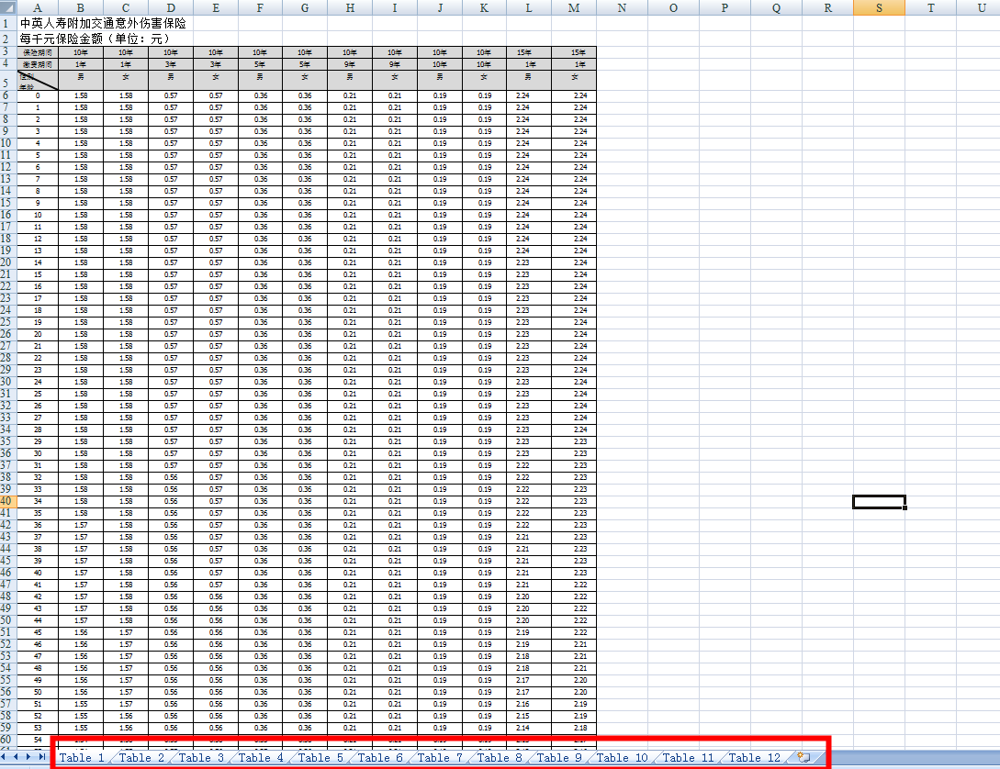 A B C D E F G H I J K L M N O P Q R S T U
1 中英人寿附加交通意外伤害保险
2 每千元保险金额（单位：元）
3 保险期间 10年 10年 10年 10年 10年 10年 10年 10年 10年 10年 15年 15年
4 缴费期间 1年 1年 3年 3年 5年 5年 9年 9年 10年 10年 1年 1年
5 性别 男 女 男 女 男 女 男 女 男 女 男 女
年龄
6 0 1.58 1.58 0.57 0.57 0.36 0.36 0.21 0.21 0.19 0.19 2.24 2.24
7 1 1.58 1.58 0.57 0.57 0.36 0.36 0.21 0.21 0.19 0.19 2.24 2.24
8 2 1.58 1.58 0.57 0.57 0.36 0.36 0.21 0.21 0.19 0.19 2.24 2.24
9 3 1.58 1.58 0.57 0.57 0.36 0.36 0.21 0.21 0.19 0.19 2.24 2.24
10 4 1.58 1.58 0.57 0.57 0.36 0.36 0.21 0.21 0.19 0.19 2.24 2.24
11 5 1.58 1.58 0.57 0.57 0.36 0.36 0.21 0.21 0.19 0.19 2.24 2.24
12 6 1.58 1.58 0.57 0.57 0.36 0.36 0.21 0.21 0.19 0.19 2.24 2.24
13 7 1.58 1.58 0.57 0.57 0.36 0.36 0.21 0.21 0.19 0.19 2.24 2.24
14 8 1.58 1.58 0.57 0.57 0.36 0.36 0.21 0.21 0.19 0.19 2.24 2.24
15 9 1.58 1.58 0.57 0.57 0.36 0.36 0.21 0.21 0.19 0.19 2.24 2.24
16 10 1.58 1.58 0.57 0.57 0.36 0.36 0.21 0.21 0.19 0.19 2.24 2.24
17 11 1.58 1.58 0.57 0.57 0.36 0.36 0.21 0.21 0.19 0.19 2.24 2.24
18 12 1.58 1.58 0.57 0.57 0.36 0.36 0.21 0.21 0.19 0.19 2.24 2.24
19 13 1.58 1.58 0.57 0.57 0.36 0.36 0.21 0.21 0.19 0.19 2.24 2.24
20 14 1.58 1.58 0.57 0.57 0.36 0.36 0.21 0.21 0.19 0.19 2.23 2.24
21 15 1.58 1.58 0.57 0.57 0.36 0.36 0.21 0.21 0.19 0.19 2.23 2.24
22 16 1.58 1.58 0.57 0.57 0.36 0.36 0.21 0.21 0.19 0.19 2.23 2.24
23 17 1.58 1.58 0.57 0.57 0.36 0.36 0.21 0.21 0.19 0.19 2.23 2.24
24 18 1.58 1.58 0.57 0.57 0.36 0.36 0.21 0.21 0.19 0.19 2.23 2.24
25 19 1.58 1.58 0.57 0.57 0.36 0.36 0.21 0.21 0.19 0.19 2.23 2.24
26 20 1.58 1.58 0.57 0.57 0.36 0.36 0.21 0.21 0.19 0.19 2.23 2.24
27 21 1.58 1.58 0.57 0.57 0.36 0.36 0.21 0.21 0.19 0.19 2.23 2.24
28 22 1.58 1.58 0.57 0.57 0.36 0.36 0.21 0.21 0.19 0.19 2.23 2.24
29 23 1.58 1.58 0.57 0.57 0.36 0.36 0.21 0.21 0.19 0.19 2.23 2.24
30 24 1.58 1.58 0.57 0.57 0.36 0.36 0.21 0.21 0.19 0.19 2.23 2.24
31 25 1.58 1.58 0.57 0.57 0.36 0.36 0.21 0.21 0.19 0.19 2.23 2.24
32 26 1.58 1.58 0.57 0.57 0.36 0.36 0.21 0.21 0.19 0.19 2.23 2.24
33 27 1.58 1.58 0.57 0.57 0.36 0.36 0.21 0.21 0.19 0.19 2.23 2.24
34 28 1.58 1.58 0.57 0.57 0.36 0.36 0.21 0.21 0.19 0.19 2.23 2.24
35 29 1.58 1.58 0.57 0.57 0.36 0.36 0.21 0.21 0.19 0.19 2.23 2.23
36 30 1.58 1.58 0.57 0.57 0.36 0.36 0.21 0.21 0.19 0.19 2.23 2.23
37 31 1.58 1.58 0.57 0.57 0.36 0.36 0.21 0.21 0.19 0.19 2.22 2.23
38 32 1.58 1.58 0.56 0.57 0.36 0.36 0.21 0.21 0.19 0.19 2.22 2.23
39 33 1.58 1.58 0.56 0.57 0.36 0.36 0.21 0.21 0.19 0.19 2.22 2.23
40 34 1.58 1.58 0.56 0.57 0.36 0.36 0.21 0.21 0.19 0.19 2.22 2.23
41 35 1.58 1.58 0.56 0.57 0.36 0.36 0.21 0.21 0.19 0.19 2.22 2.23
42 36 1.57 1.58 0.56 0.57 0.36 0.36 0.21 0.21 0.19 0.19 2.22 2.23
43 37 1.57 1.58 0.56 0.57 0.36 0.36 0.21 0.21 0.19 0.19 2.21 2.23
44 38 1.57 1.58 0.56 0.57 0.36 0.36 0.21 0.21 0.19 0.19 2.21 2.23
45 39 1.57 1.58 0.56 0.57 0.36 0.36 0.21 0.21 0.19 0.19 2.21 2.23
46 40 1.57 1.58 0.56 0.57 0.36 0.36 0.21 0.21 0.19 0.19 2.21 2.23
47 41 1.57 1.58 0.56 0.57 0.36 0.36 0.21 0.21 0.19 0.19 2.21 2.22
48 42 1.57 1.58 0.56 0.56 0.36 0.36 0.21 0.21 0.19 0.19 2.20 2.22
49 43 1.57 1.58 0.56 0.56 0.36 0.36 0.21 0.21 0.19 0.19 2.20 2.22
50 44 1.57 1.58 0.56 0.56 0.36 0.36 0.21 0.21 0.19 0.19 2.20 2.22
51 45 1.56 1.57 0.56 0.56 0.36 0.36 0.21 0.21 0.19 0.19 2.19 2.22
52 46 1.56 1.57 0.56 0.56 0.36 0.36 0.21 0.21 0.19 0.19 2.19 2.21
53 47 1.56 1.57 0.56 0.56 0.36 0.36 0.21 0.21 0.19 0.19 2.18 2.21
54 48 1.56 1.57 0.56 0.56 0.36 0.36 0.21 0.21 0.19 0.19 2.18 2.21
55 49 1.56 1.57 0.56 0.56 0.36 0.36 0.21 0.21 0.19 0.19 2.17 2.20
56 50 1.56 1.57 0.56 0.56 0.36 0.36 0.21 0.21 0.19 0.19 2.17 2.20
57 51 1.55 1.57 0.56 0.56 0.36 0.36 0.21 0.21 0.19 0.19 2.16 2.19
58 52 1.55 1.56 0.56 0.56 0.36 0.36 0.21 0.21 0.19 0.19 2.15 2.19
59 53 1.55 1.56 0.56 0.56 0.36 0.36 0.21 0.21 0.19 0.19 2.14 2.18
60 54
Table 1 Table 2 Table 3 Table 4 Table 5 Table 6 Table 7 Table 8 Table 9 Table 10 Table 11 Table 12